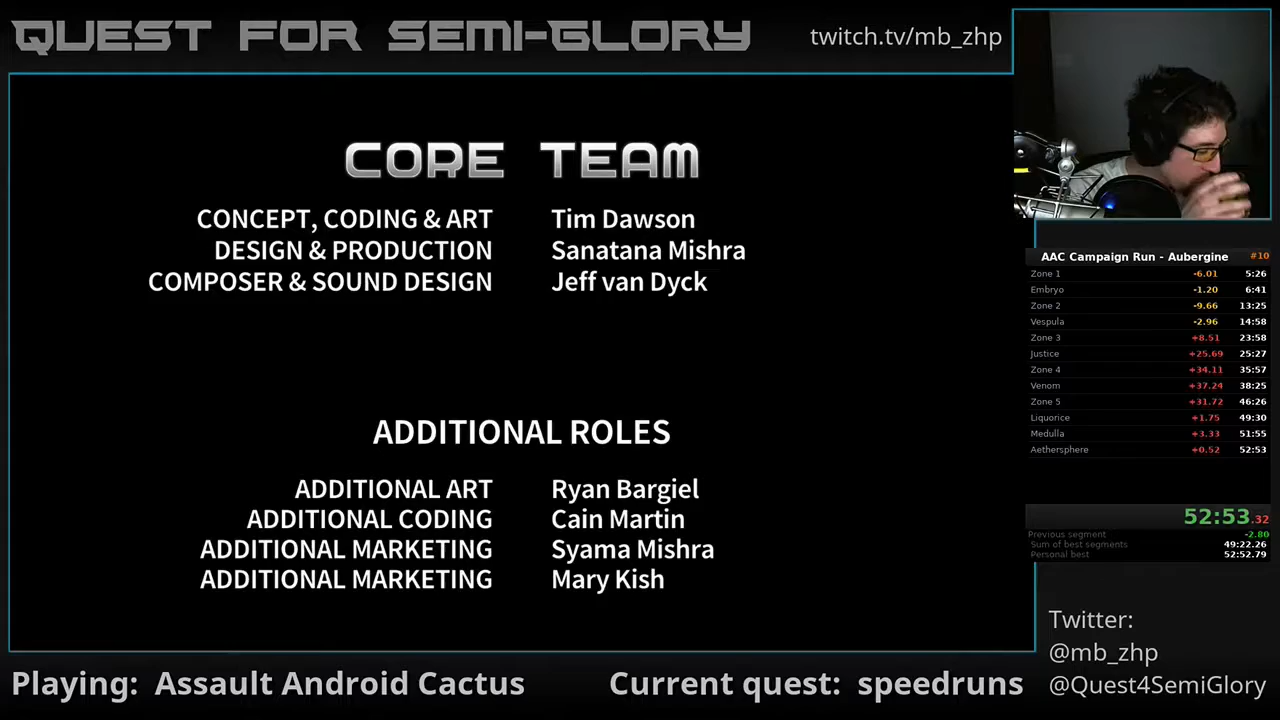 QUEST FOR SEMI-GLORY
twitch.tv/mb_zhp
CORE TEAM
CONCEPT, CODING & ART Tim Dawson
DESIGN & PRODUCTION Sanatana Mishra
COMPOSER & SOUND DESIGN Jeff van Dyck
ADDITIONAL ROLES
ADDITIONAL ART Ryan Bargiel
ADDITIONAL CODING Cain Martin
ADDITIONAL MARKETING Syama Mishra
ADDITIONAL MARKETING Mary Kish
AAC Campaign Run - Aubergine #10
Zone 1 -6.01 5:26
Embryo -1.20 6:41
Zone 2 -9.66 13:25
Vespula -2.96 14:58
Zone 3 +8.51 23:58
Justice +25.69 25:27
Zone 4 +34.11 35:57
Venom +37.24 38:25
Zone 5 +31.72 46:26
Liquorice +1.75 49:30
Medulla +3.33 51:55
Aethersphere +0.52 52:53
52:53.32
Previous segment -2.80
Sum of best segments 49:22.26
Personal best 52:52.79
Twitter:
@mb_zhp
@Quest4SemiGlory
Playing: Assault Android Cactus
Current quest: speedruns